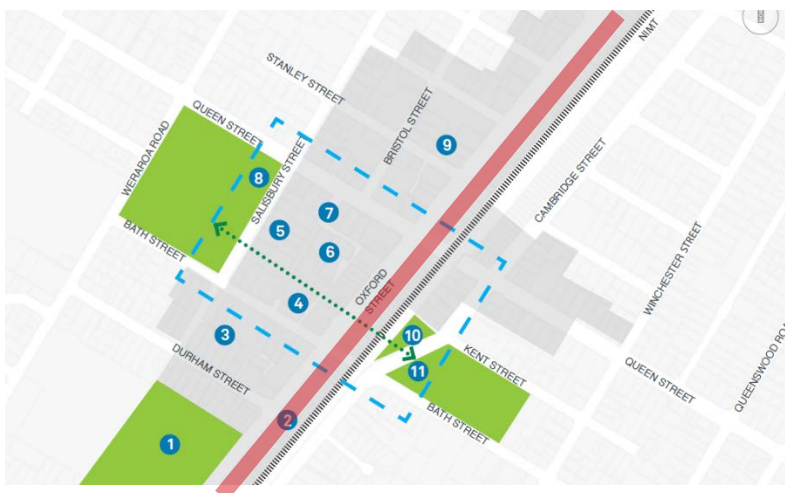 NIMT
STANLEY STREET
BRISTOL STREET
QUEEN STREET
9
WERAROA ROAD
SALISBURY STREET
CAMBRIDGE STREET
8
7
5
6
BATH STREET
WINCHESTER STREET
OXFORD
STREET
4
3
10
KENT STREET
11
QUEENSWOOD ROAD
DURHAM STREET
QUEEN STREET
2
BATH STREET
1